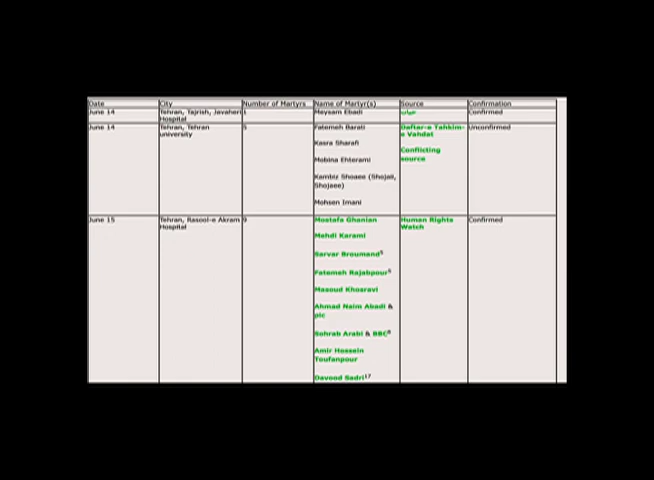 Date City Number of Martyrs Name of Martyr(s) Source Confirmation
June 14 Tehran, Tajrish, Javaheri 1 Meysam Ebadi Confirmed
Hospital
June 14 Tehran, Tehran 5 Fatemeh Barati Daftar-e Tahkim- Unconfirmed
university e Vahdat
Kasra Sharafi
Conflicting
Mobina Ehterami source
Kambiz Shoaee (Shojaii,
Shojaee)
Mohsen Imani
June 15 Tehran, Rasool-e Akram 9 Mostafa Ghanian Human Rights Confirmed
Hospital Watch
Mehdi Karami
Sarvar Broumand
Fatemeh Rajabpour
Masoud Khosravi
Ahmad Naim Abadi &
pic
Sohrab Arabi & BBC
Amir Hossein
Toufanpour
Davood Sadri17